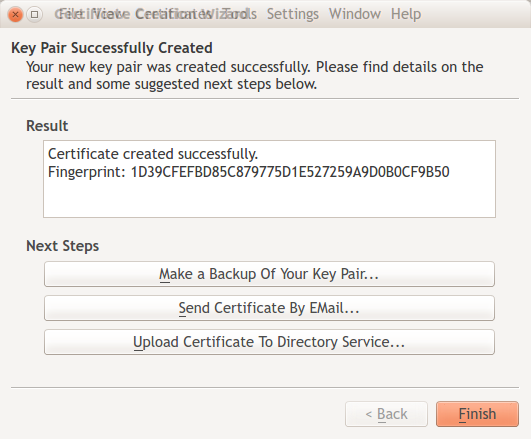 File View Certificates Tools Settings Window Help
Certificate Creation Wizard
Key Pair Successfully Created
Your new key pair was created successfully. Please find details on the
result and some suggested next steps below.
Result
Certificate created successfully.
Fingerprint: 1D39CFEFBD85C879775D1E527259A9D0B0CF9B50
Next Steps
Make a Backup Of Your Key Pair...
Send Certificate By EMail...
Upload Certificate To Directory Service...
< Back Finish